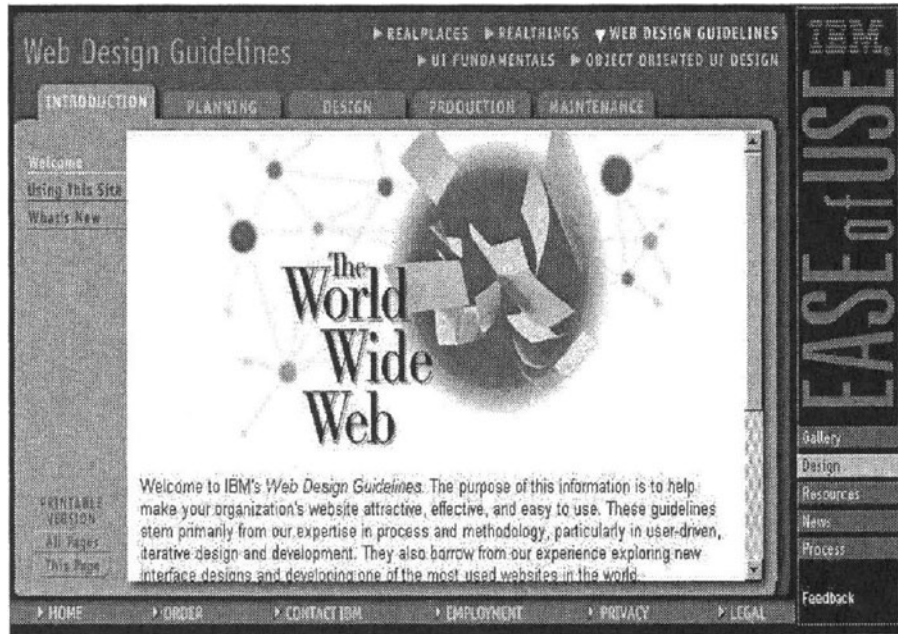 Web Design Guidelines
▶ REALPLACES ▶ REALTHINGS ▼ WEB DESIGN GUIDELINES
▶ UI FUNDAMENTALS ▶ OBJECT ORIENTED UI DESIGN
IBM
EASE of USE
INTRODUCTION PLANNING DESIGN PRODUCTION MAINTENANCE
Welcome
Using This Site
What's New
The
World
Wide
Web
Welcome to IBM's Web Design Guidelines. The purpose of this information is to help
make your organization's website attractive, effective, and easy to use. These guidelines
stem primarily from our expertise in process and methodology, particularly in user-driven,
iterative design and development. They also borrow from our experience exploring new
interface designs and developing one of the most used websites in the world.
PRINTABLE
VERSION
All Pages
This Page
Gallery
Design
Resources
News
Process
Feedback
▶ HOME ▶ ORDER ▶ CONTACT IBM ▶ EMPLOYMENT ▶ PRIVACY ▶ LEGAL